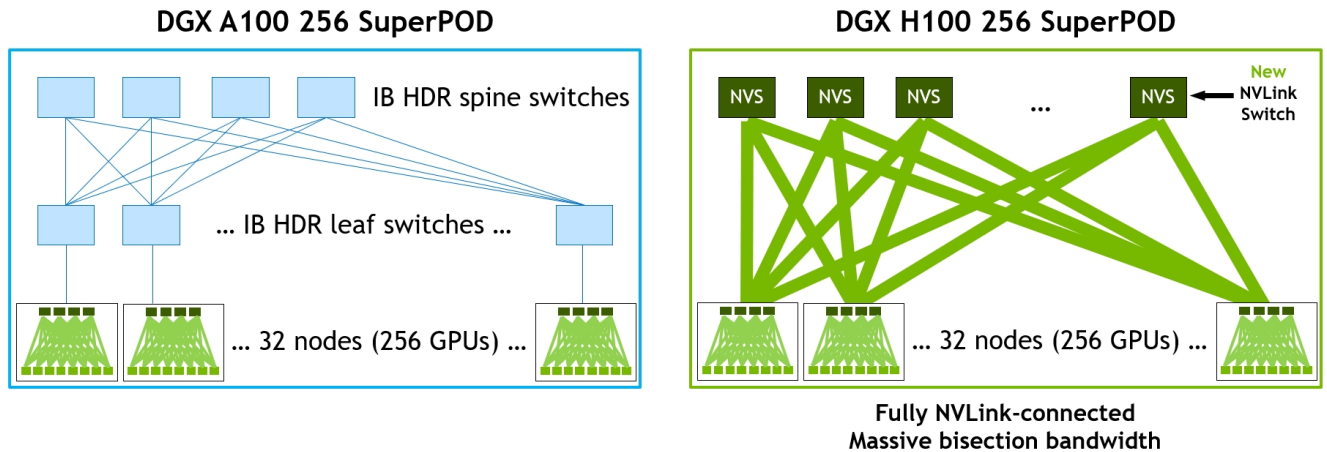 DGX A100 256 SuperPOD
IB HDR spine switches
... IB HDR leaf switches ...
... 32 nodes (256 GPUs) ...
DGX H100 256 SuperPOD
NVS NVS NVS ... NVS
New
NVLink
Switch
... 32 nodes (256 GPUs) ...
Fully NVLink-connected
Massive bisection bandwidth